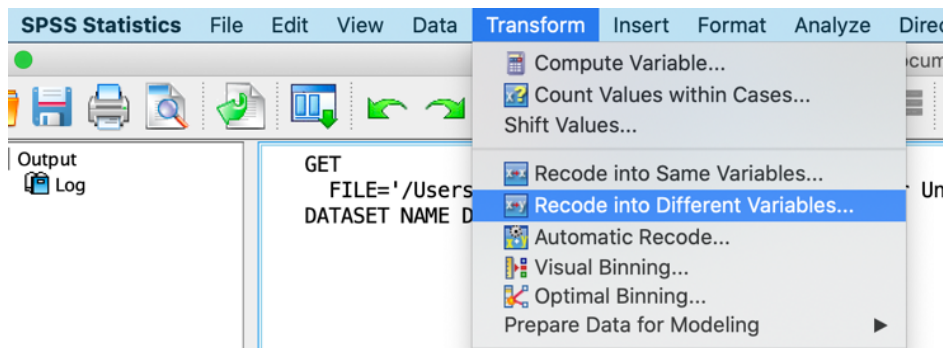 SPSS Statistics File Edit View Data Transform Insert Format Analyze
Compute Variable...
Count Values within Cases...
Shift Values...
Recode into Same Variables...
Recode into Different Variables...
Automatic Recode...
Visual Binning...
Optimal Binning...
Prepare Data for Modeling
Output
Log
GET
FILE='/Users
DATASET NAME